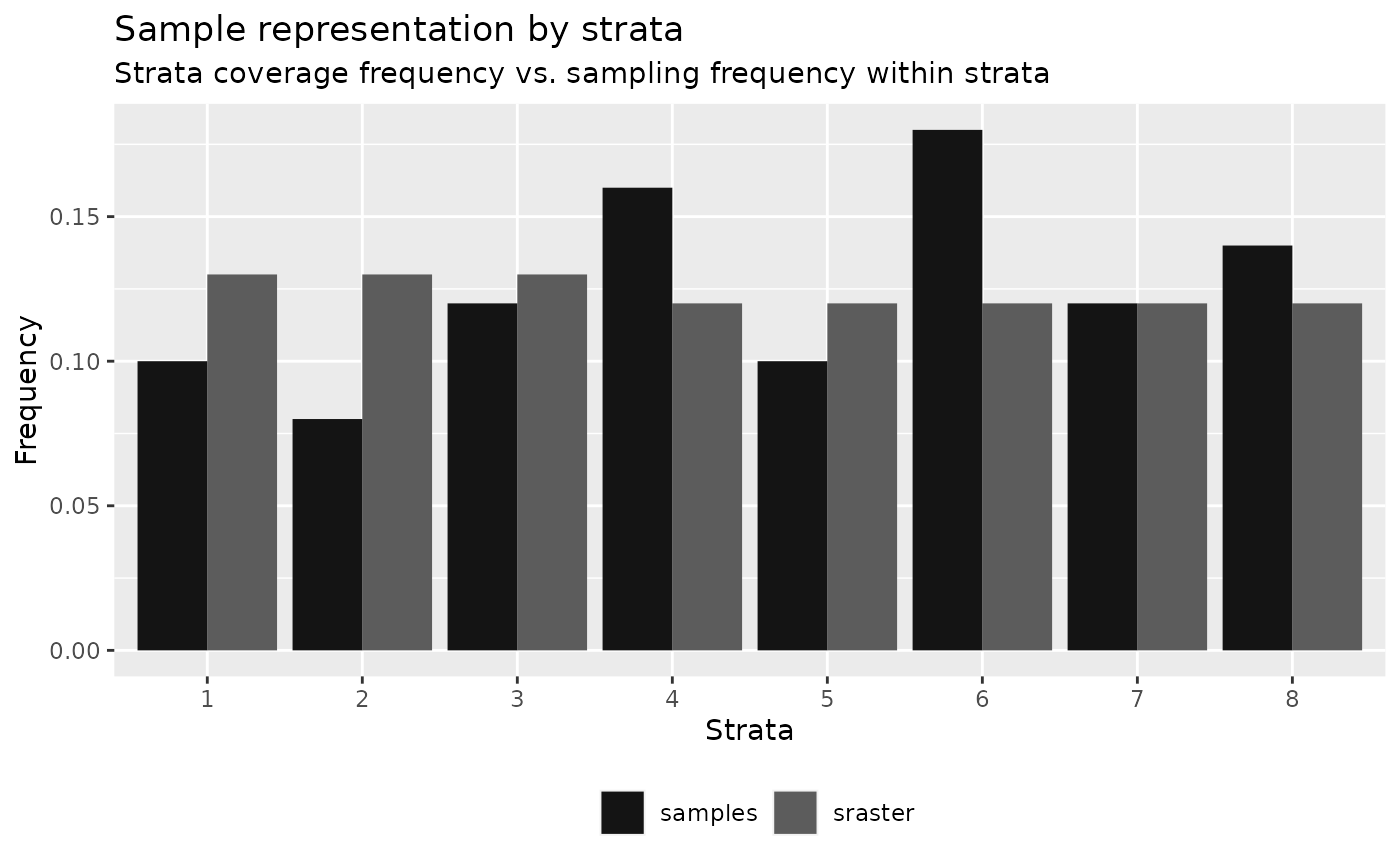 Sample representation by strata
Strata coverage frequency vs. sampling frequency within strata
Frequency
0.15
0.10
0.05
0.00
1 2 3 4 5 6 7 8
Strata
samples sraster